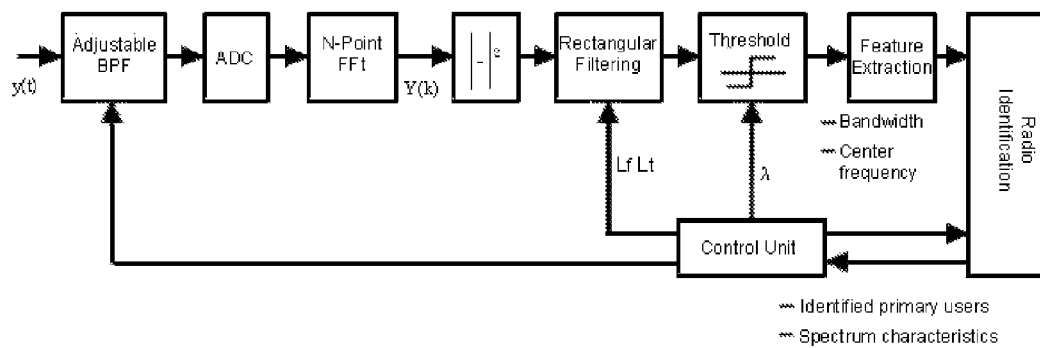 y(t)
Adjustable
BPF
ADC
N-Point
FFt
Y(k)
| - |²
Rectangular
Filtering
Threshold
Feature
Extraction
Bandwidth
Center
frequency
Radio
Identification
Lf Lt
λ
Control Unit
Identified primary users
Spectrum characteristics